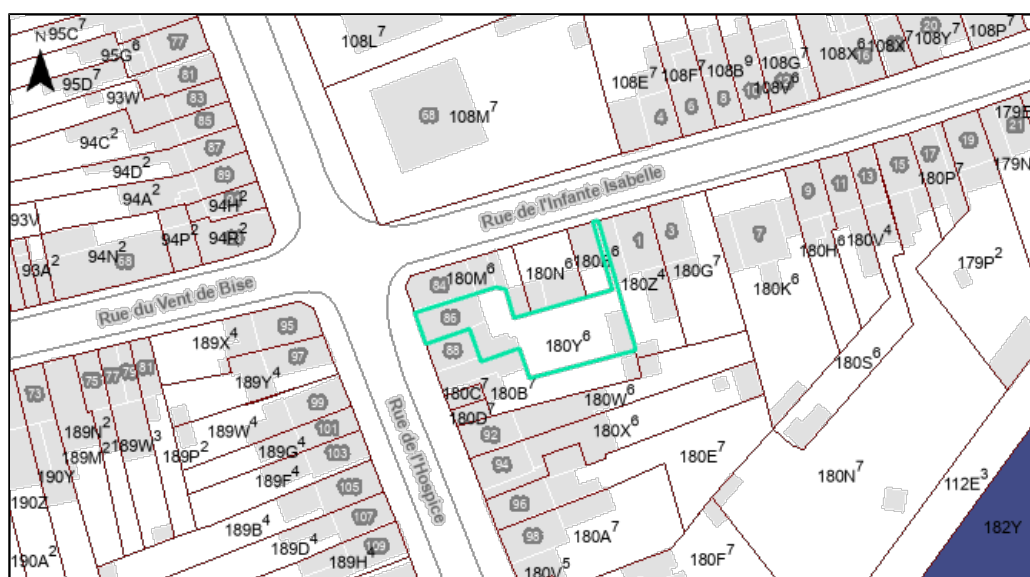 N
95C⁷
77
95G⁶
95D⁷
81
93W
83
85
94C²
87
94D²
89
94A²
94H²
93V
94P²
94R²
94N²
88
93A²
108L⁷
68
108M⁷
108E⁷
4
108F⁷
6
108B⁹
8
10
108G⁷
108V⁶
108X⁶
16
108X⁷
108Y⁷
20
108P⁷
Rue de l'Infante Isabelle
179E
21
179N
19
17
180P⁷
15
13
11
9
180V⁴
180H⁶
179P²
1
3
7
180Z⁴
180G⁷
180K⁶
180S⁶
84
180M⁶
180N⁶
86
88
180Y⁶
180C⁷
180B⁷
180D⁷
180W⁶
92
180X⁶
94
180E⁷
96
98
180A⁷
180V⁵
180F⁷
180N⁷
112E³
182Y
Rue du Vent de Bise
Rue de l'Hospice
189X⁴
95
97
73
75
77
79
81
189Y⁴
99
189N²
189W⁴
101
189M²
189W³
189P²
189G⁴
103
190Y
189F⁴
190Z
105
189B⁴
107
189D⁴
109
190A²
189H⁴